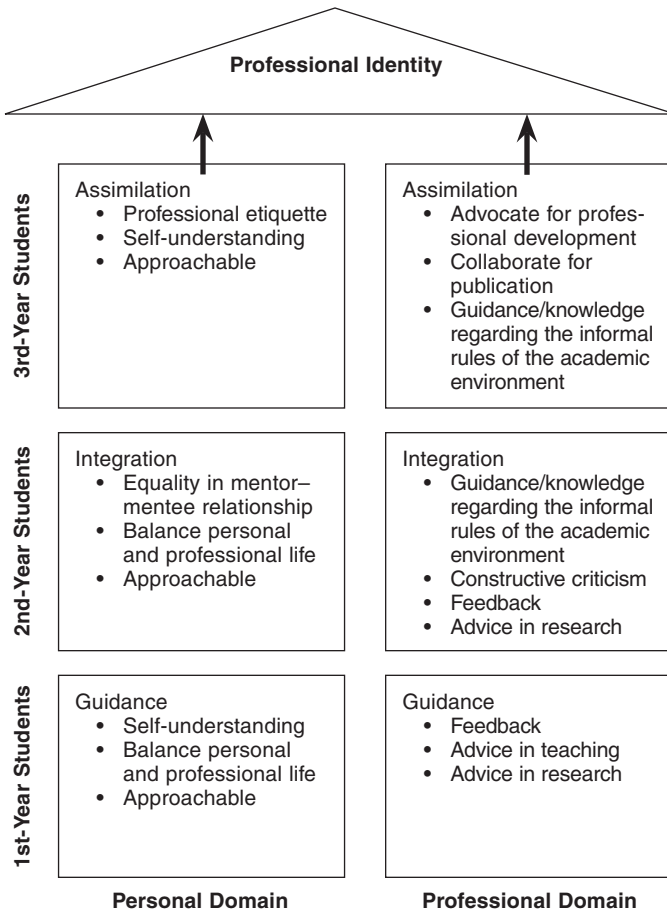 Professional Identity
3rd-Year Students
Assimilation
• Professional etiquette
• Self-understanding
• Approachable
Assimilation
• Advocate for profes-
sional development
• Collaborate for
publication
• Guidance/knowledge
regarding the informal
rules of the academic
environment
2nd-Year Students
Integration
• Equality in mentor–
mentee relationship
• Balance personal
and professional life
• Approachable
Integration
• Guidance/knowledge
regarding the informal
rules of the academic
environment
• Constructive criticism
• Feedback
• Advice in research
1st-Year Students
Guidance
• Self-understanding
• Balance personal
and professional life
• Approachable
Guidance
• Feedback
• Advice in teaching
• Advice in research
Personal Domain
Professional Domain